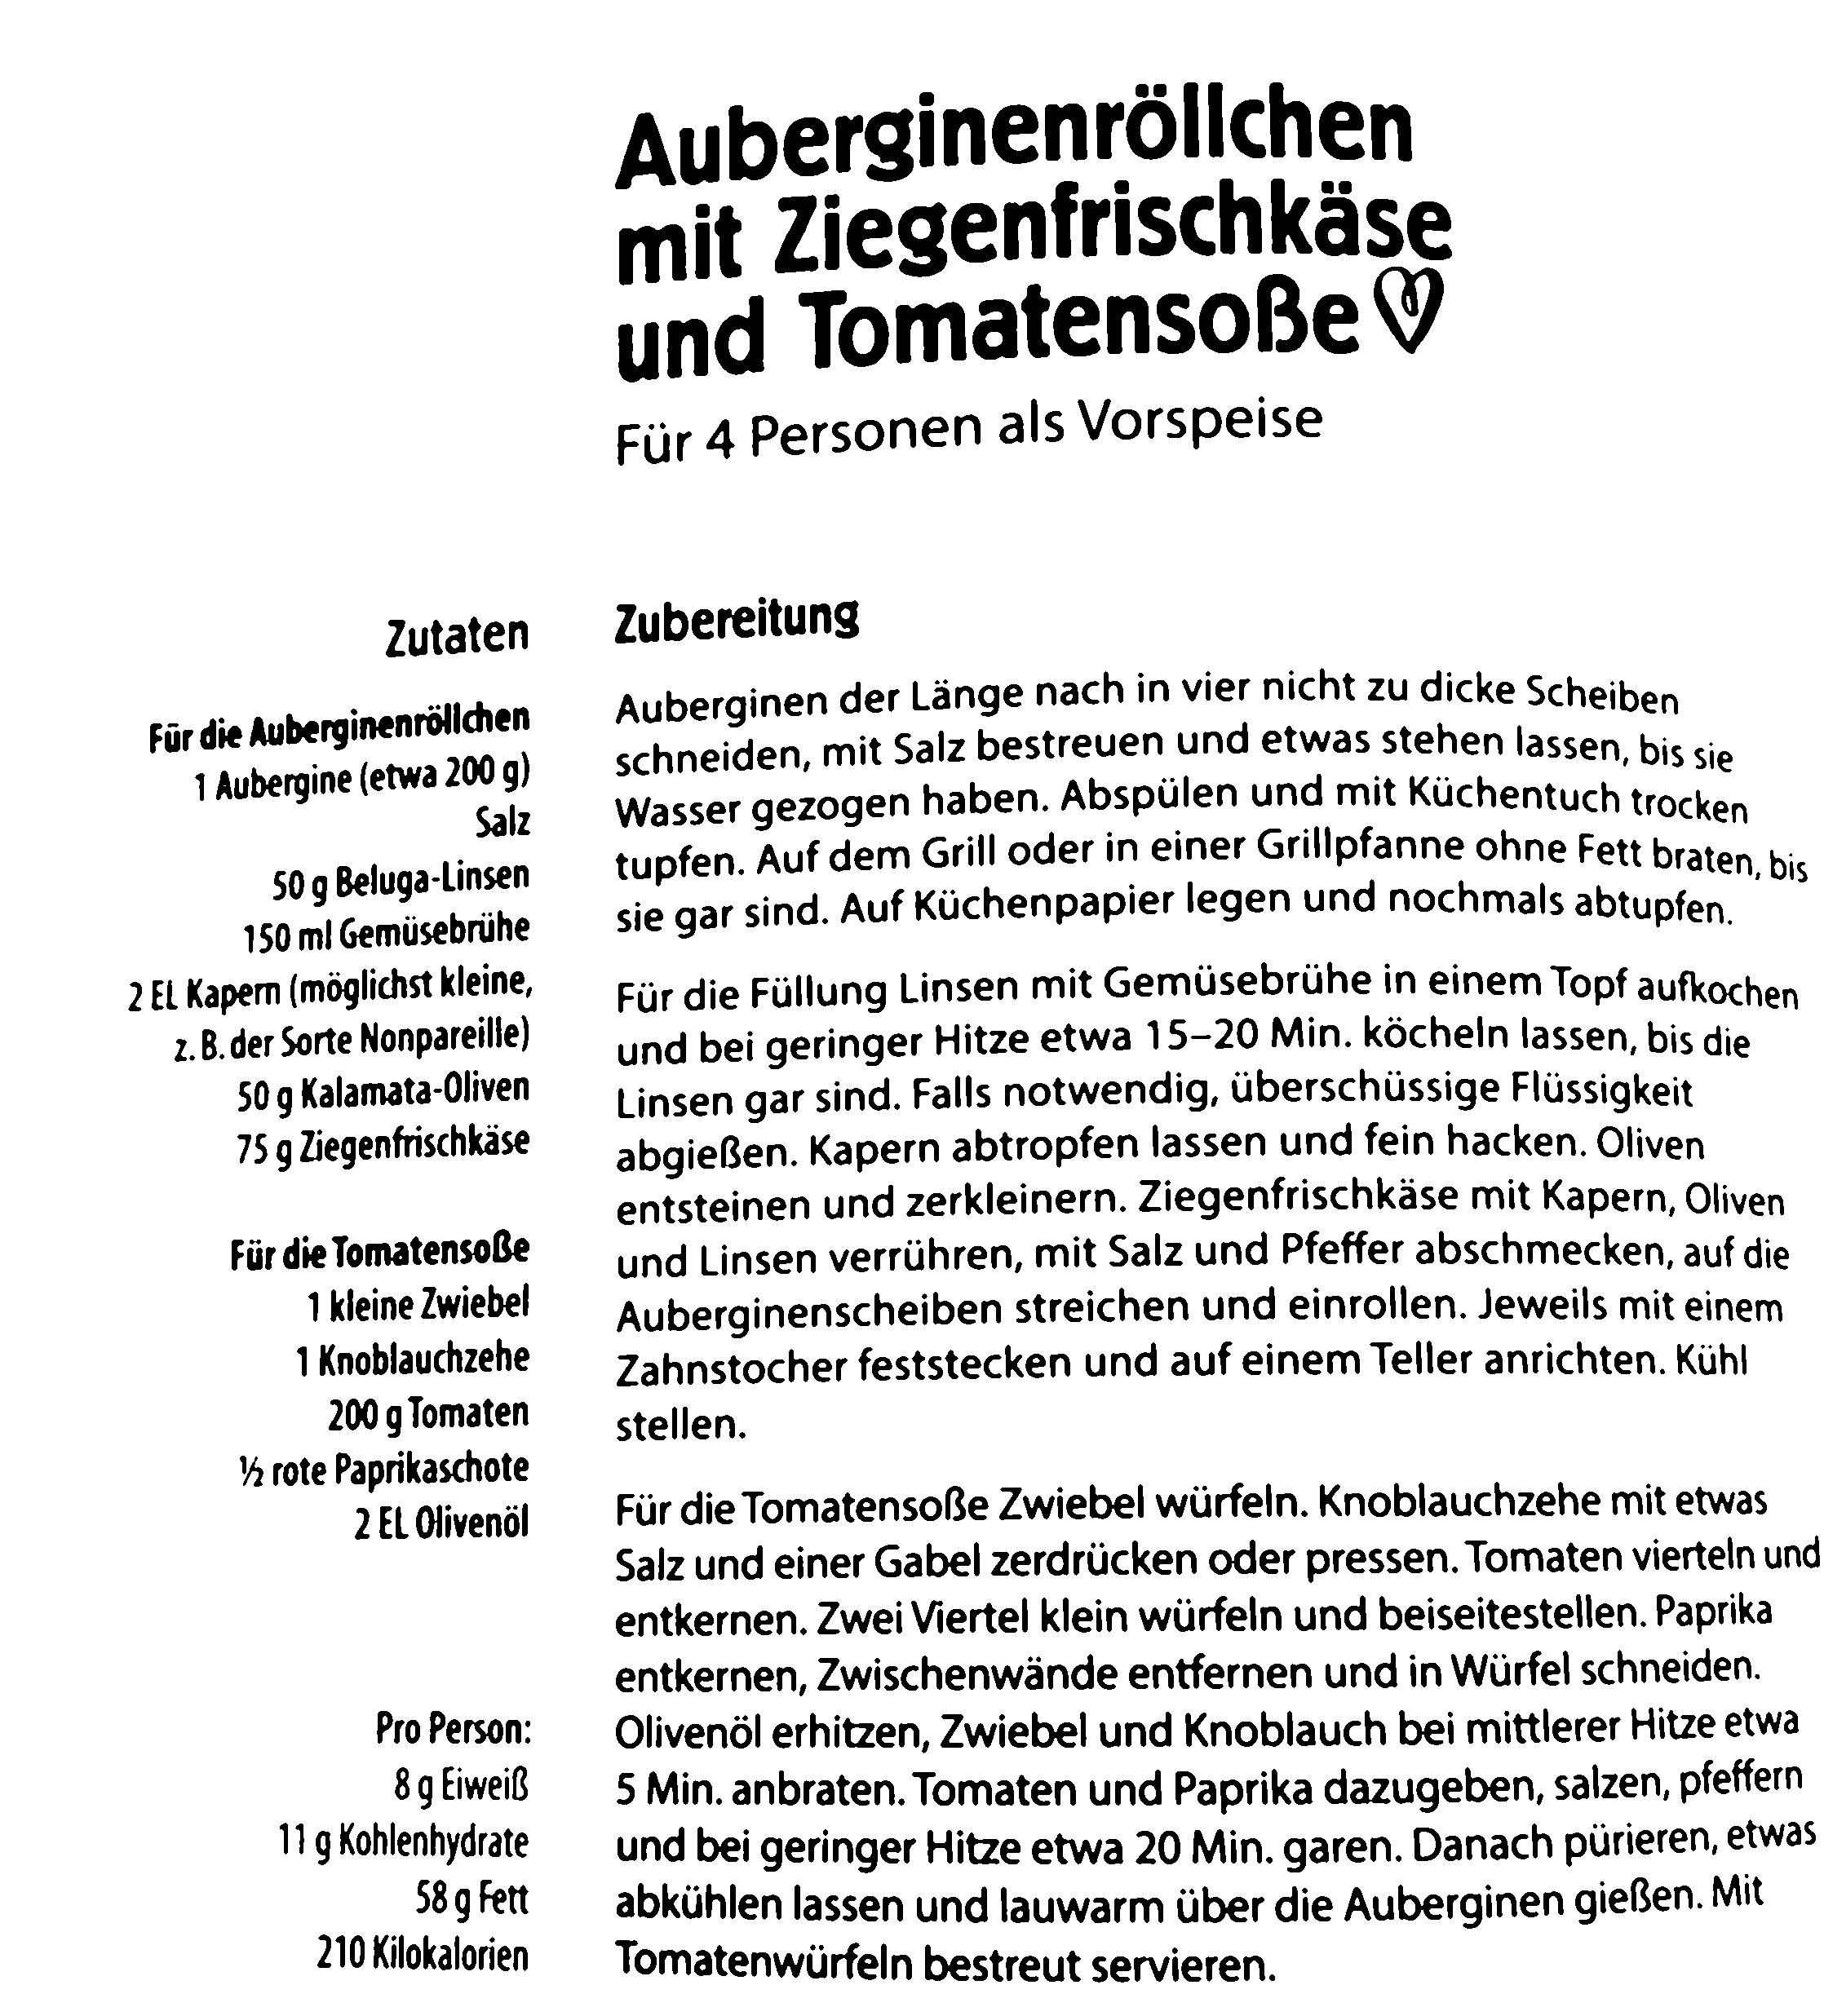 Auberginenröllchen
mit Ziegenfrischkäse
und Tomatensoße
Für 4 Personen als Vorspeise
Zutaten
Für die Auberginenröllchen
1 Aubergine (etwa 200 g)
Salz
50 g Beluga-Linsen
150 ml Gemüsebrühe
2 EL Kapern (möglichst kleine,
z. B. der Sorte Nonpareille)
50 g Kalamata-Oliven
75 g Ziegenfrischkäse
Für die Tomatensoße
1 kleine Zwiebel
1 Knoblauchzehe
200 g Tomaten
½ rote Paprikaschote
2 EL Olivenöl
Pro Person:
8 g Eiweiß
11 g Kohlenhydrate
58 g Fett
210 Kilokalorien
Zubereitung
Auberginen der Länge nach in vier nicht zu dicke Scheiben
schneiden, mit Salz bestreuen und etwas stehen lassen, bis sie
Wasser gezogen haben. Abspülen und mit Küchentuch trocken
tupfen. Auf dem Grill oder in einer Grillpfanne ohne Fett braten, bis
sie gar sind. Auf Küchenpapier legen und nochmals abtupfen.
Für die Füllung Linsen mit Gemüsebrühe in einem Topf aufkochen
und bei geringer Hitze etwa 15–20 Min. köcheln lassen, bis die
Linsen gar sind. Falls notwendig, überschüssige Flüssigkeit
abgießen. Kapern abtropfen lassen und fein hacken. Oliven
entsteinen und zerkleinern. Ziegenfrischkäse mit Kapern, Oliven
und Linsen verrühren, mit Salz und Pfeffer abschmecken, auf die
Auberginenscheiben streichen und einrollen. Jeweils mit einem
Zahnstocher feststecken und auf einem Teller anrichten. Kühl
stellen.
Für die Tomatensoße Zwiebel würfeln. Knoblauchzehe mit etwas
Salz und einer Gabel zerdrücken oder pressen. Tomaten vierteln und
entkernen. Zwei Viertel klein würfeln und beiseitestellen. Paprika
entkernen, Zwischenwände entfernen und in Würfel schneiden.
Olivenöl erhitzen, Zwiebel und Knoblauch bei mittlerer Hitze etwa
5 Min. anbraten. Tomaten und Paprika dazugeben, salzen, pfeffern
und bei geringer Hitze etwa 20 Min. garen. Danach pürieren, etwas
abkühlen lassen und lauwarm über die Auberginen gießen. Mit
Tomatenwürfeln bestreut servieren.